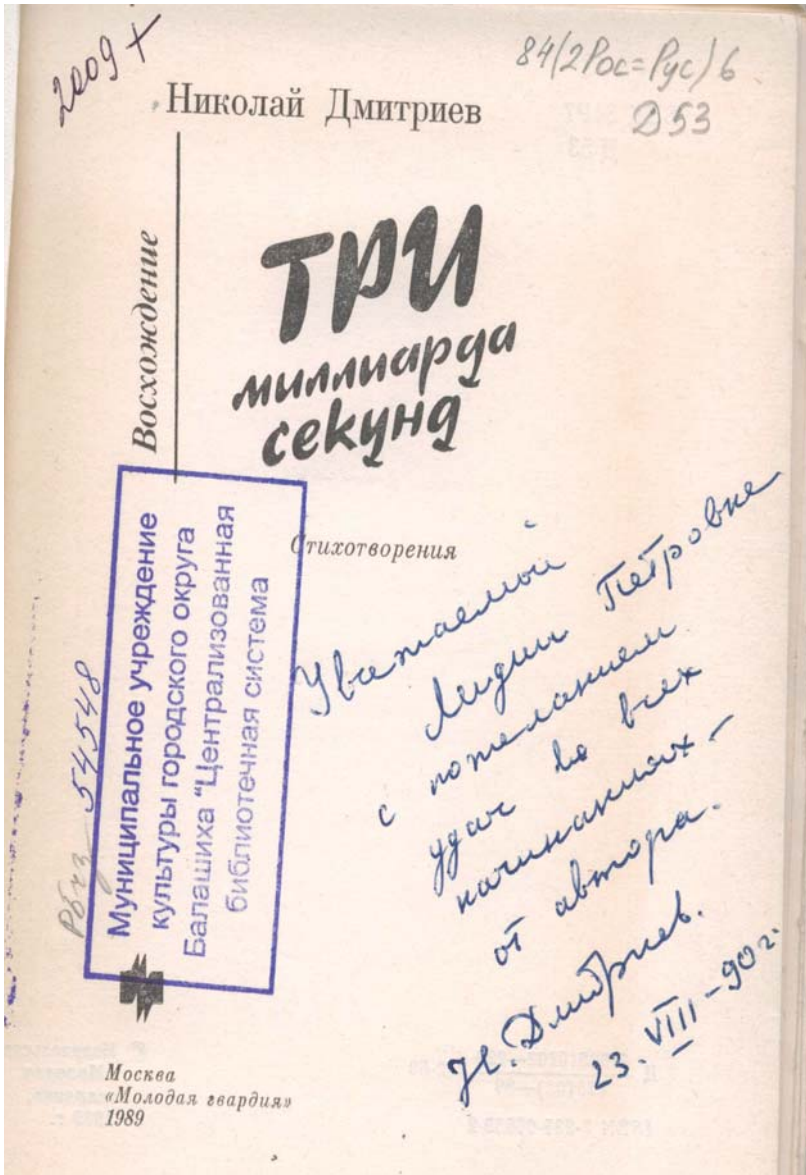 2009 +
84(2Рос=Рус)6
Д53
Николай Дмитриев
Восхождение
ТРИ
миллиарда
секунд
Стихотворения
Уважаемой
Лидии Петровне
с пожеланием
удач во всех
начинаниях –
от автора.
Н. Дмитриев.
23. VIII – 90 г.
Муниципальное учреждение
культуры городского округа
Балашиха "Централизованная
библиотечная система
54548
Москва
«Молодая гвардия»
1989